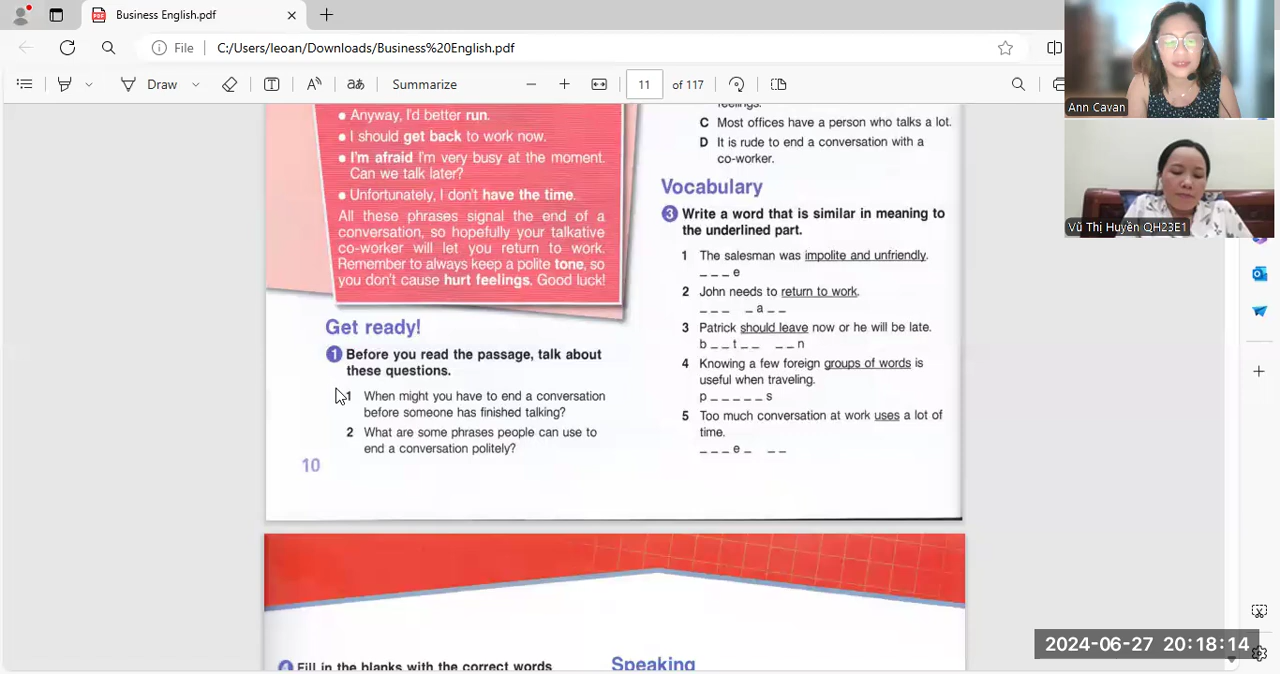 Business English.pdf
File
C:/Users/leoan/Downloads/Business%20English.pdf
Draw
aあ
Summarize
11
of 117
Ann Cavan
Vũ Thị Huyền QH23E1
● Anyway, I'd better run.
● I should get back to work now.
● I'm afraid I'm very busy at the moment.
Can we talk later?
● Unfortunately, I don't have the time.
All these phrases signal the end of a
conversation, so hopefully your talkative
co-worker will let you return to work.
Remember to always keep a polite tone, so
you don't cause hurt feelings. Good luck!
Get ready!
1 Before you read the passage, talk about
these questions.
1 When might you have to end a conversation
before someone has finished talking?
2 What are some phrases people can use to
end a conversation politely?
10
feelings.
C Most offices have a person who talks a lot.
D It is rude to end a conversation with a
co-worker.
Vocabulary
3 Write a word that is similar in meaning to
the underlined part.
1 The salesman was impolite and unfriendly.
_ _ _ e
2 John needs to return to work.
_ _ _ _ a _ _
3 Patrick should leave now or he will be late.
b _ _ t _ _ _ _ n
4 Knowing a few foreign groups of words is
useful when traveling.
p _ _ _ _ _ s
5 Too much conversation at work uses a lot of
time.
_ _ _ e _ _ _
4 Fill in the blanks with the correct words
Speaking
2024-06-27 20:18:14